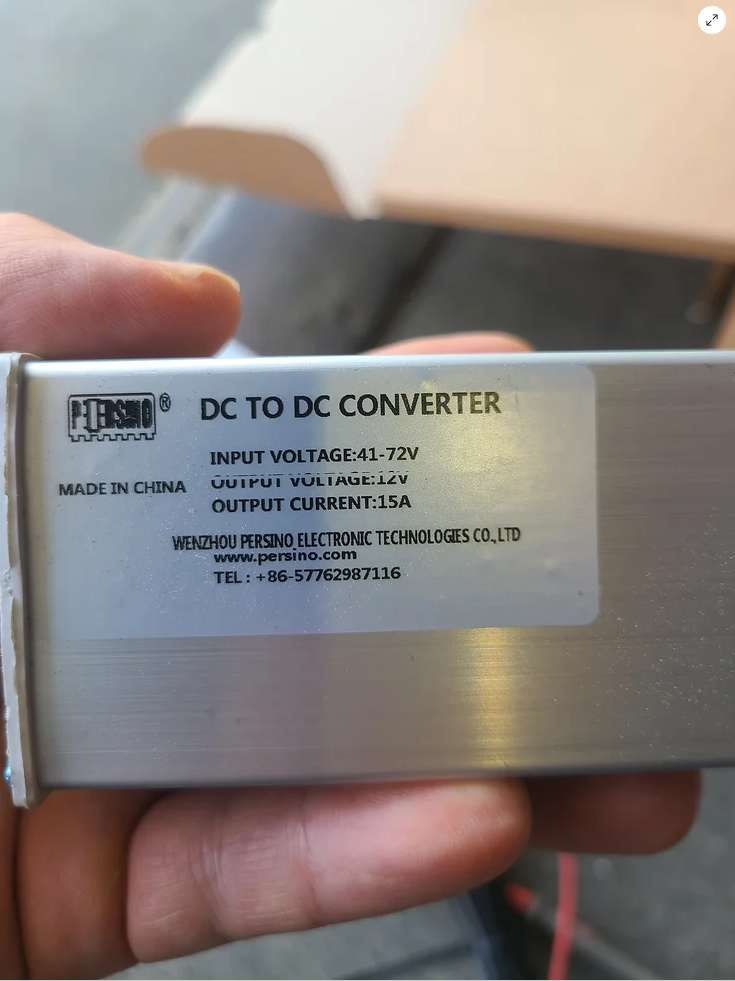 PERSINO®
DC TO DC CONVERTER
INPUT VOLTAGE:41-72V
OUTPUT VOLTAGE:12V
MADE IN CHINA
OUTPUT CURRENT:15A
WENZHOU PERSINO ELECTRONIC TECHNOLOGIES CO.,LTD
www.persino.com
TEL : +86-57762987116